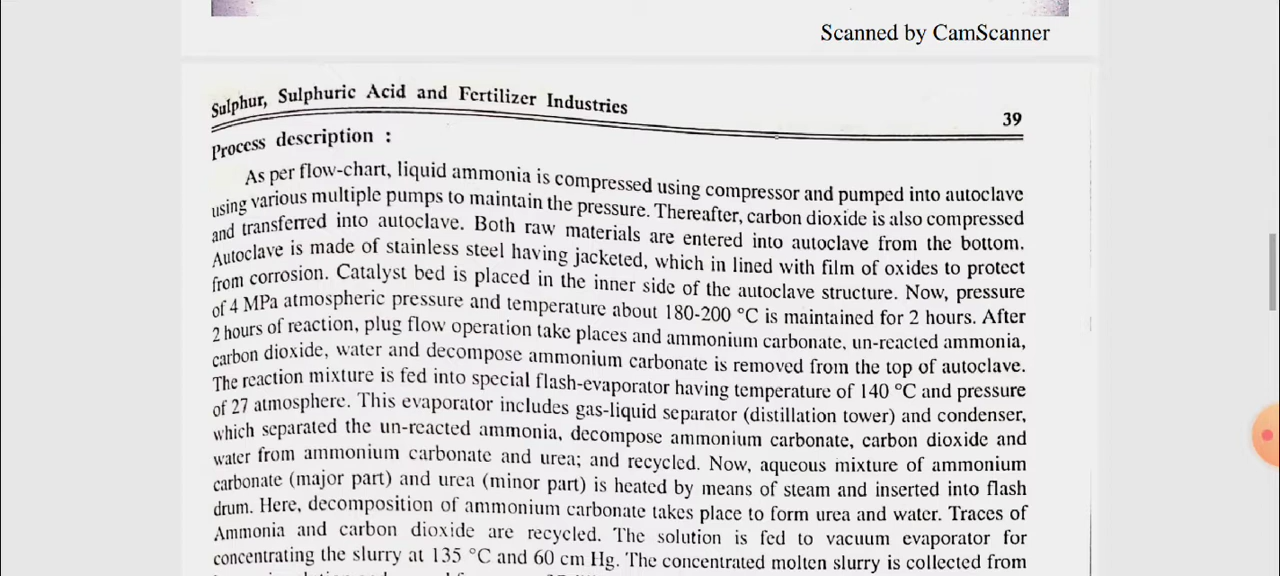 Scanned by CamScanner
Sulphur, Sulphuric Acid and Fertilizer Industries
39
Process description :
As per flow-chart, liquid ammonia is compressed using compressor and pumped into autoclave
using various multiple pumps to maintain the pressure. Thereafter, carbon dioxide is also compressed
and transferred into autoclave. Both raw materials are entered into autoclave from the bottom.
Autoclave is made of stainless steel having jacketed, which in lined with film of oxides to protect
from corrosion. Catalyst bed is placed in the inner side of the autoclave structure. Now, pressure
of 4 MPa atmospheric pressure and temperature about 180-200 °C is maintained for 2 hours. After
2 hours of reaction, plug flow operation take places and ammonium carbonate, un-reacted ammonia,
carbon dioxide, water and decompose ammonium carbonate is removed from the top of autoclave.
The reaction mixture is fed into special flash-evaporator having temperature of 140 °C and pressure
of 27 atmosphere. This evaporator includes gas-liquid separator (distillation tower) and condenser,
which separated the un-reacted ammonia, decompose ammonium carbonate, carbon dioxide and
water from ammonium carbonate and urea; and recycled. Now, aqueous mixture of ammonium
carbonate (major part) and urea (minor part) is heated by means of steam and inserted into flash
drum. Here, decomposition of ammonium carbonate takes place to form urea and water. Traces of
Ammonia and carbon dioxide are recycled. The solution is fed to vacuum evaporator for
concentrating the slurry at 135 °C and 60 cm Hg. The concentrated molten slurry is collected from